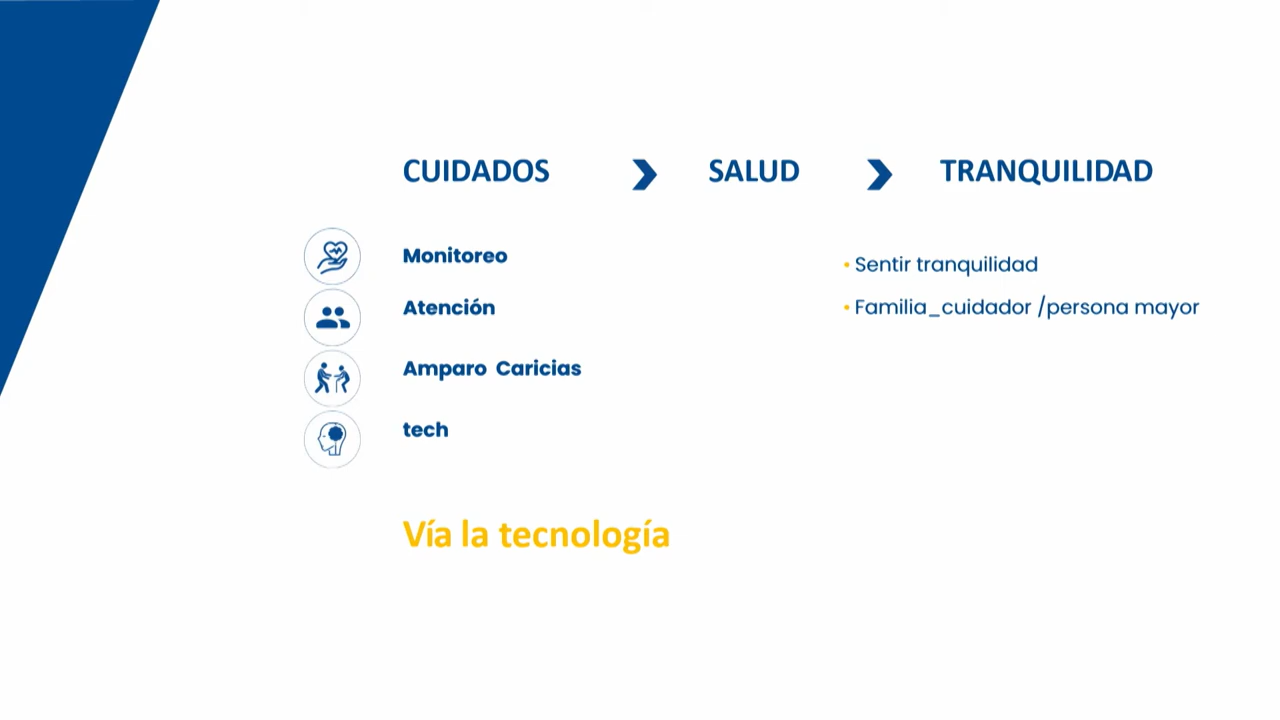 CUIDADOS SALUD TRANQUILIDAD
Monitoreo
Atención
Amparo Caricias
tech
• Sentir tranquilidad
• Familia_cuidador /persona mayor
Vía la tecnología